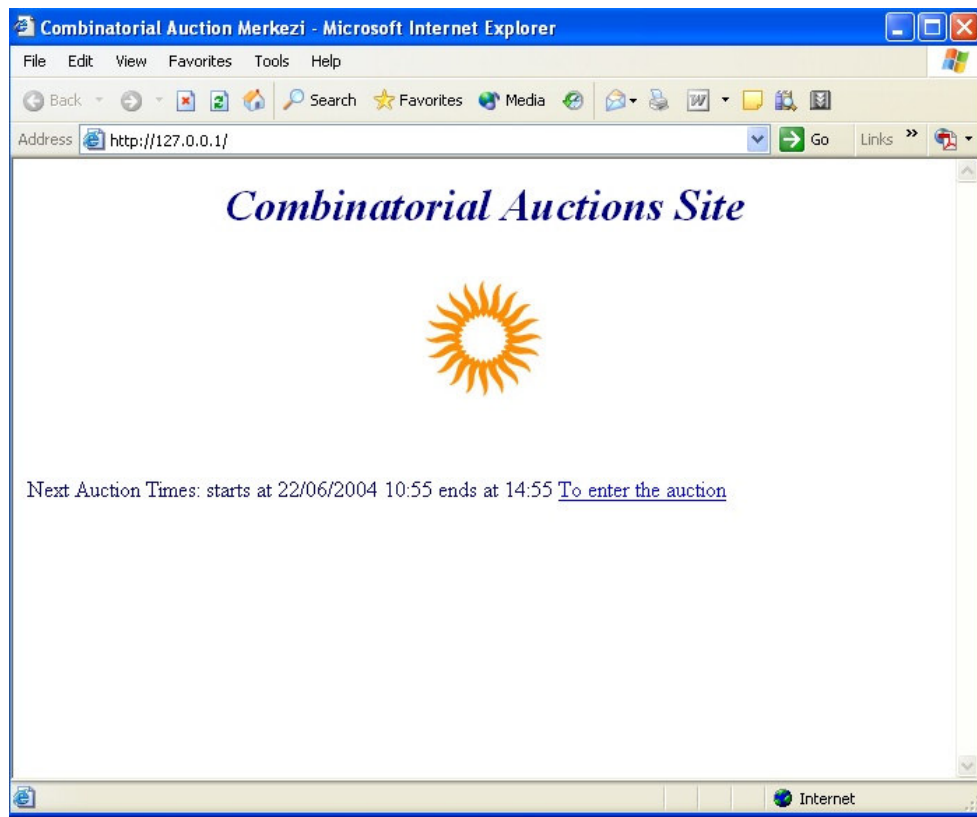 Combinatorial Auction Merkezi - Microsoft Internet Explorer
File Edit View Favorites Tools Help
Back Search Favorites Media W
Address http://127.0.0.1/ Go Links »
Combinatorial Auctions Site
Next Auction Times: starts at 22/06/2004 10:55 ends at 14:55 To enter the auction
Internet